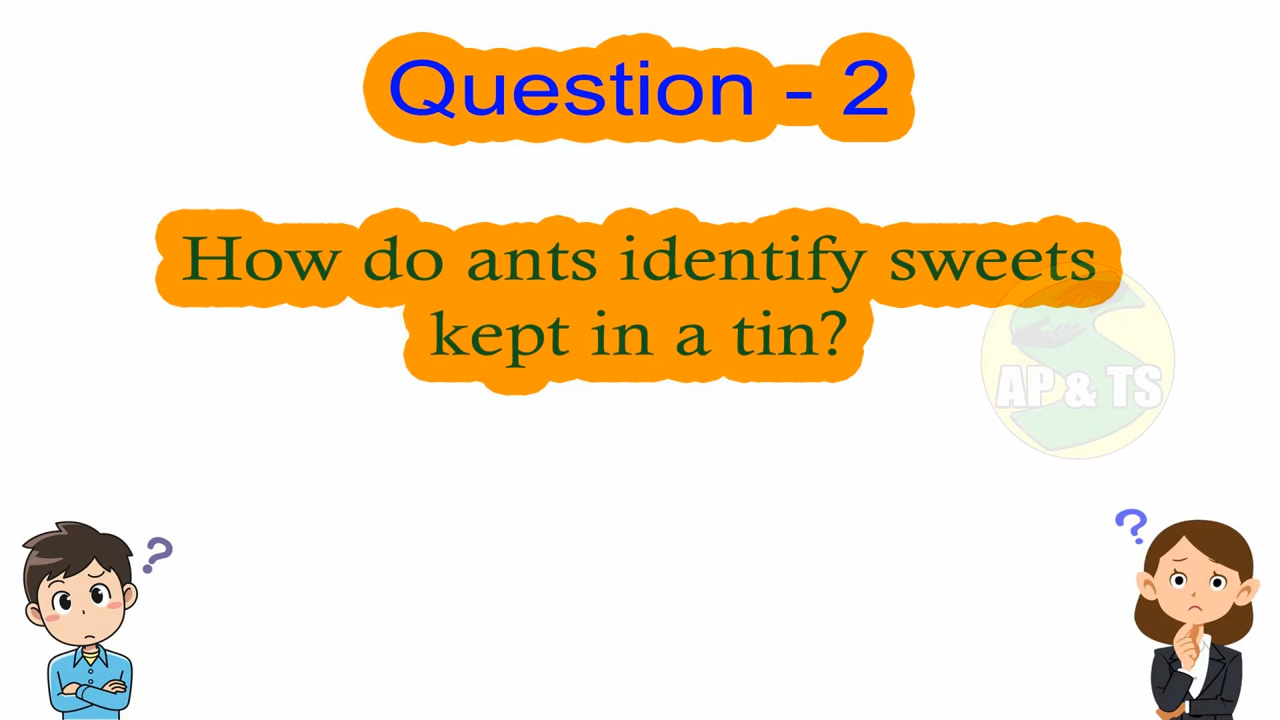 Question - 2
How do ants identify sweets
kept in a tin?
AP & TS
?
?